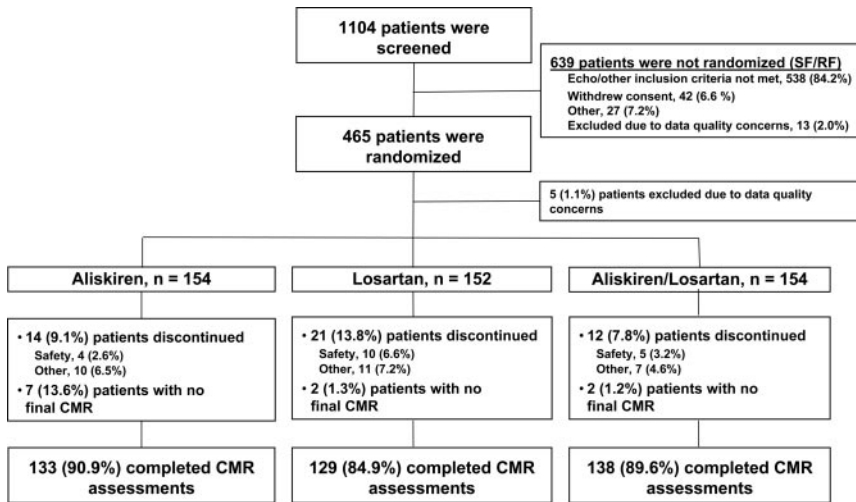 1104 patients were
screened
639 patients were not randomized (SF/RF)
Echo/other inclusion criteria not met, 538 (84.2%)
Withdrew consent, 42 (6.6 %)
Other, 27 (7.2%)
Excluded due to data quality concerns, 13 (2.0%)
465 patients were
randomized
5 (1.1%) patients excluded due to data quality
concerns
Aliskiren, n = 154
Losartan, n = 152
Aliskiren/Losartan, n = 154
• 14 (9.1%) patients discontinued
Safety, 4 (2.6%)
Other, 10 (6.5%)
• 7 (13.6%) patients with no
final CMR
• 21 (13.8%) patients discontinued
Safety, 10 (6.6%)
Other, 11 (7.2%)
• 2 (1.3%) patients with no
final CMR
• 12 (7.8%) patients discontinued
Safety, 5 (3.2%)
Other, 7 (4.6%)
• 2 (1.2%) patients with no
final CMR
133 (90.9%) completed CMR
assessments
129 (84.9%) completed CMR
assessments
138 (89.6%) completed CMR
assessments